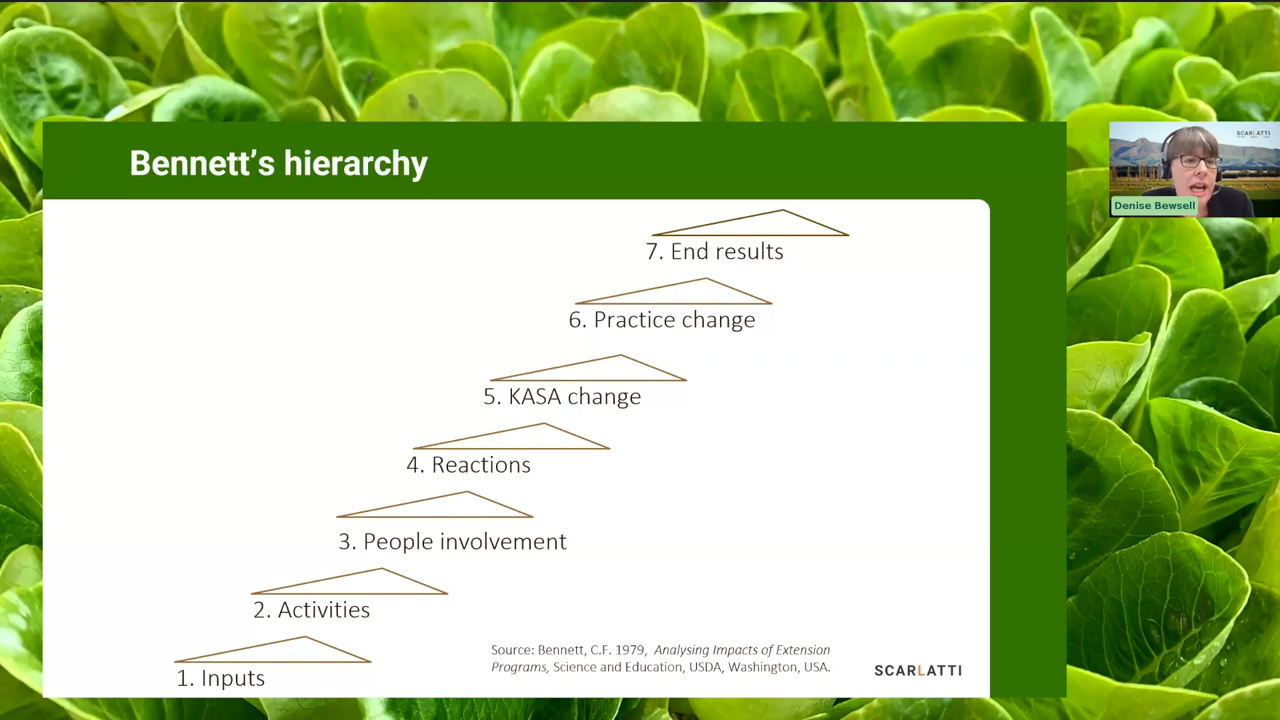 Bennett’s hierarchy
SCARLATTI
Denise Bewsell
7. End results
6. Practice change
5. KASA change
4. Reactions
3. People involvement
2. Activities
1. Inputs
Source: Bennett, C.F. 1979, Analysing Impacts of Extension
Programs, Science and Education, USDA, Washington, USA.
SCARLATTI